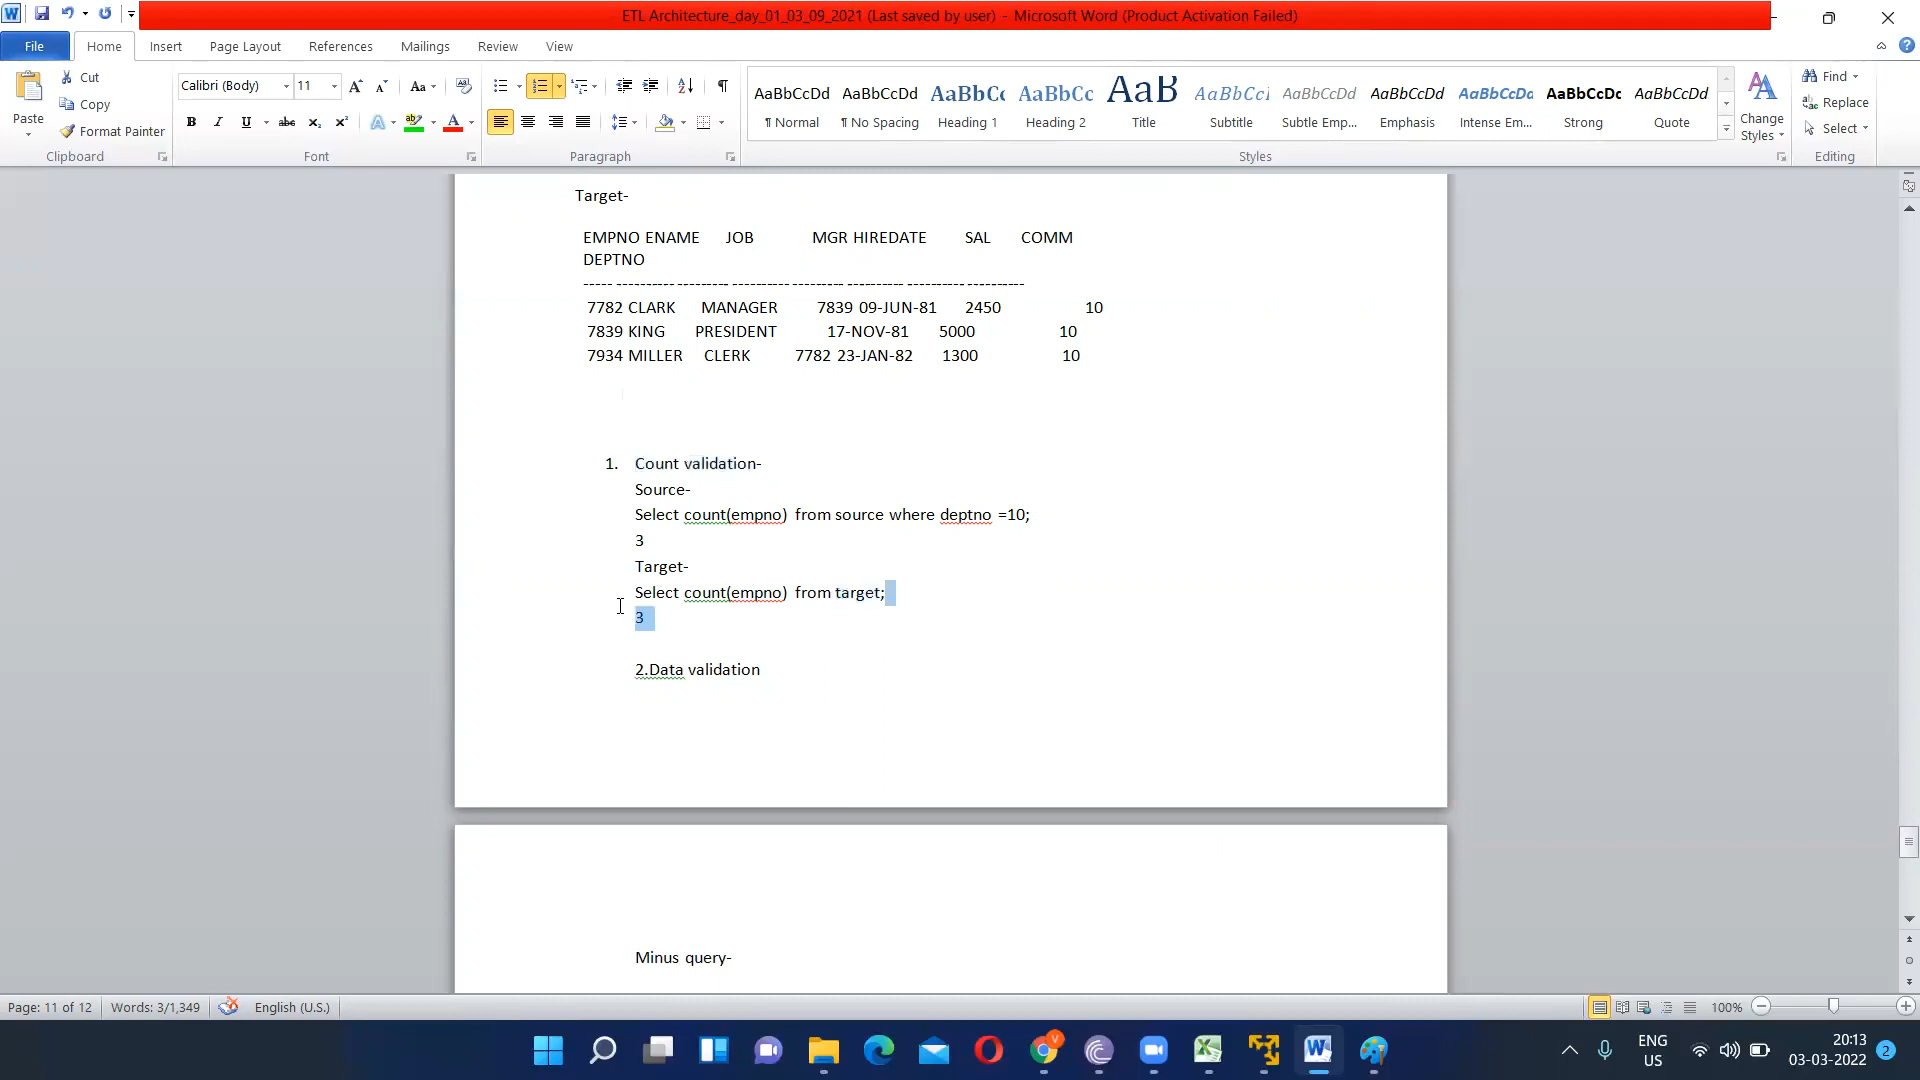 ETL Architecture_day_01_03_09_2021 (Last saved by user) - Microsoft Word (Product Activation Failed)
File Home Insert Page Layout References Mailings Review View
Paste
Cut
Copy
Format Painter
Clipboard
Calibri (Body) 11
Font
Paragraph
AaBbCcDd AaBbCcDd AaBbCc AaBbCc AaB AaBbCcI AaBbCcDd AaBbCcDd AaBbCcDd AaBbCcDc AaBbCcDd
¶ Normal ¶ No Spacing Heading 1 Heading 2 Title Subtitle Subtle Emp... Emphasis Intense Em... Strong Quote
Styles
Change
Styles
Find
Replace
Select
Editing
Target-
EMPNO ENAME JOB MGR HIREDATE SAL COMM
DEPTNO
----- ---------- --------- ---------- --------- ---------- ---------- ----------
7782 CLARK MANAGER 7839 09-JUN-81 2450 10
7839 KING PRESIDENT 17-NOV-81 5000 10
7934 MILLER CLERK 7782 23-JAN-82 1300 10
1. Count validation-
Source-
Select count(empno) from source where deptno =10;
3
Target-
Select count(empno) from target;
3
2.Data validation
Minus query-
Page: 11 of 12 Words: 3/1,349 English (U.S.) 100%
ENG
US
20:13
03-03-2022
2